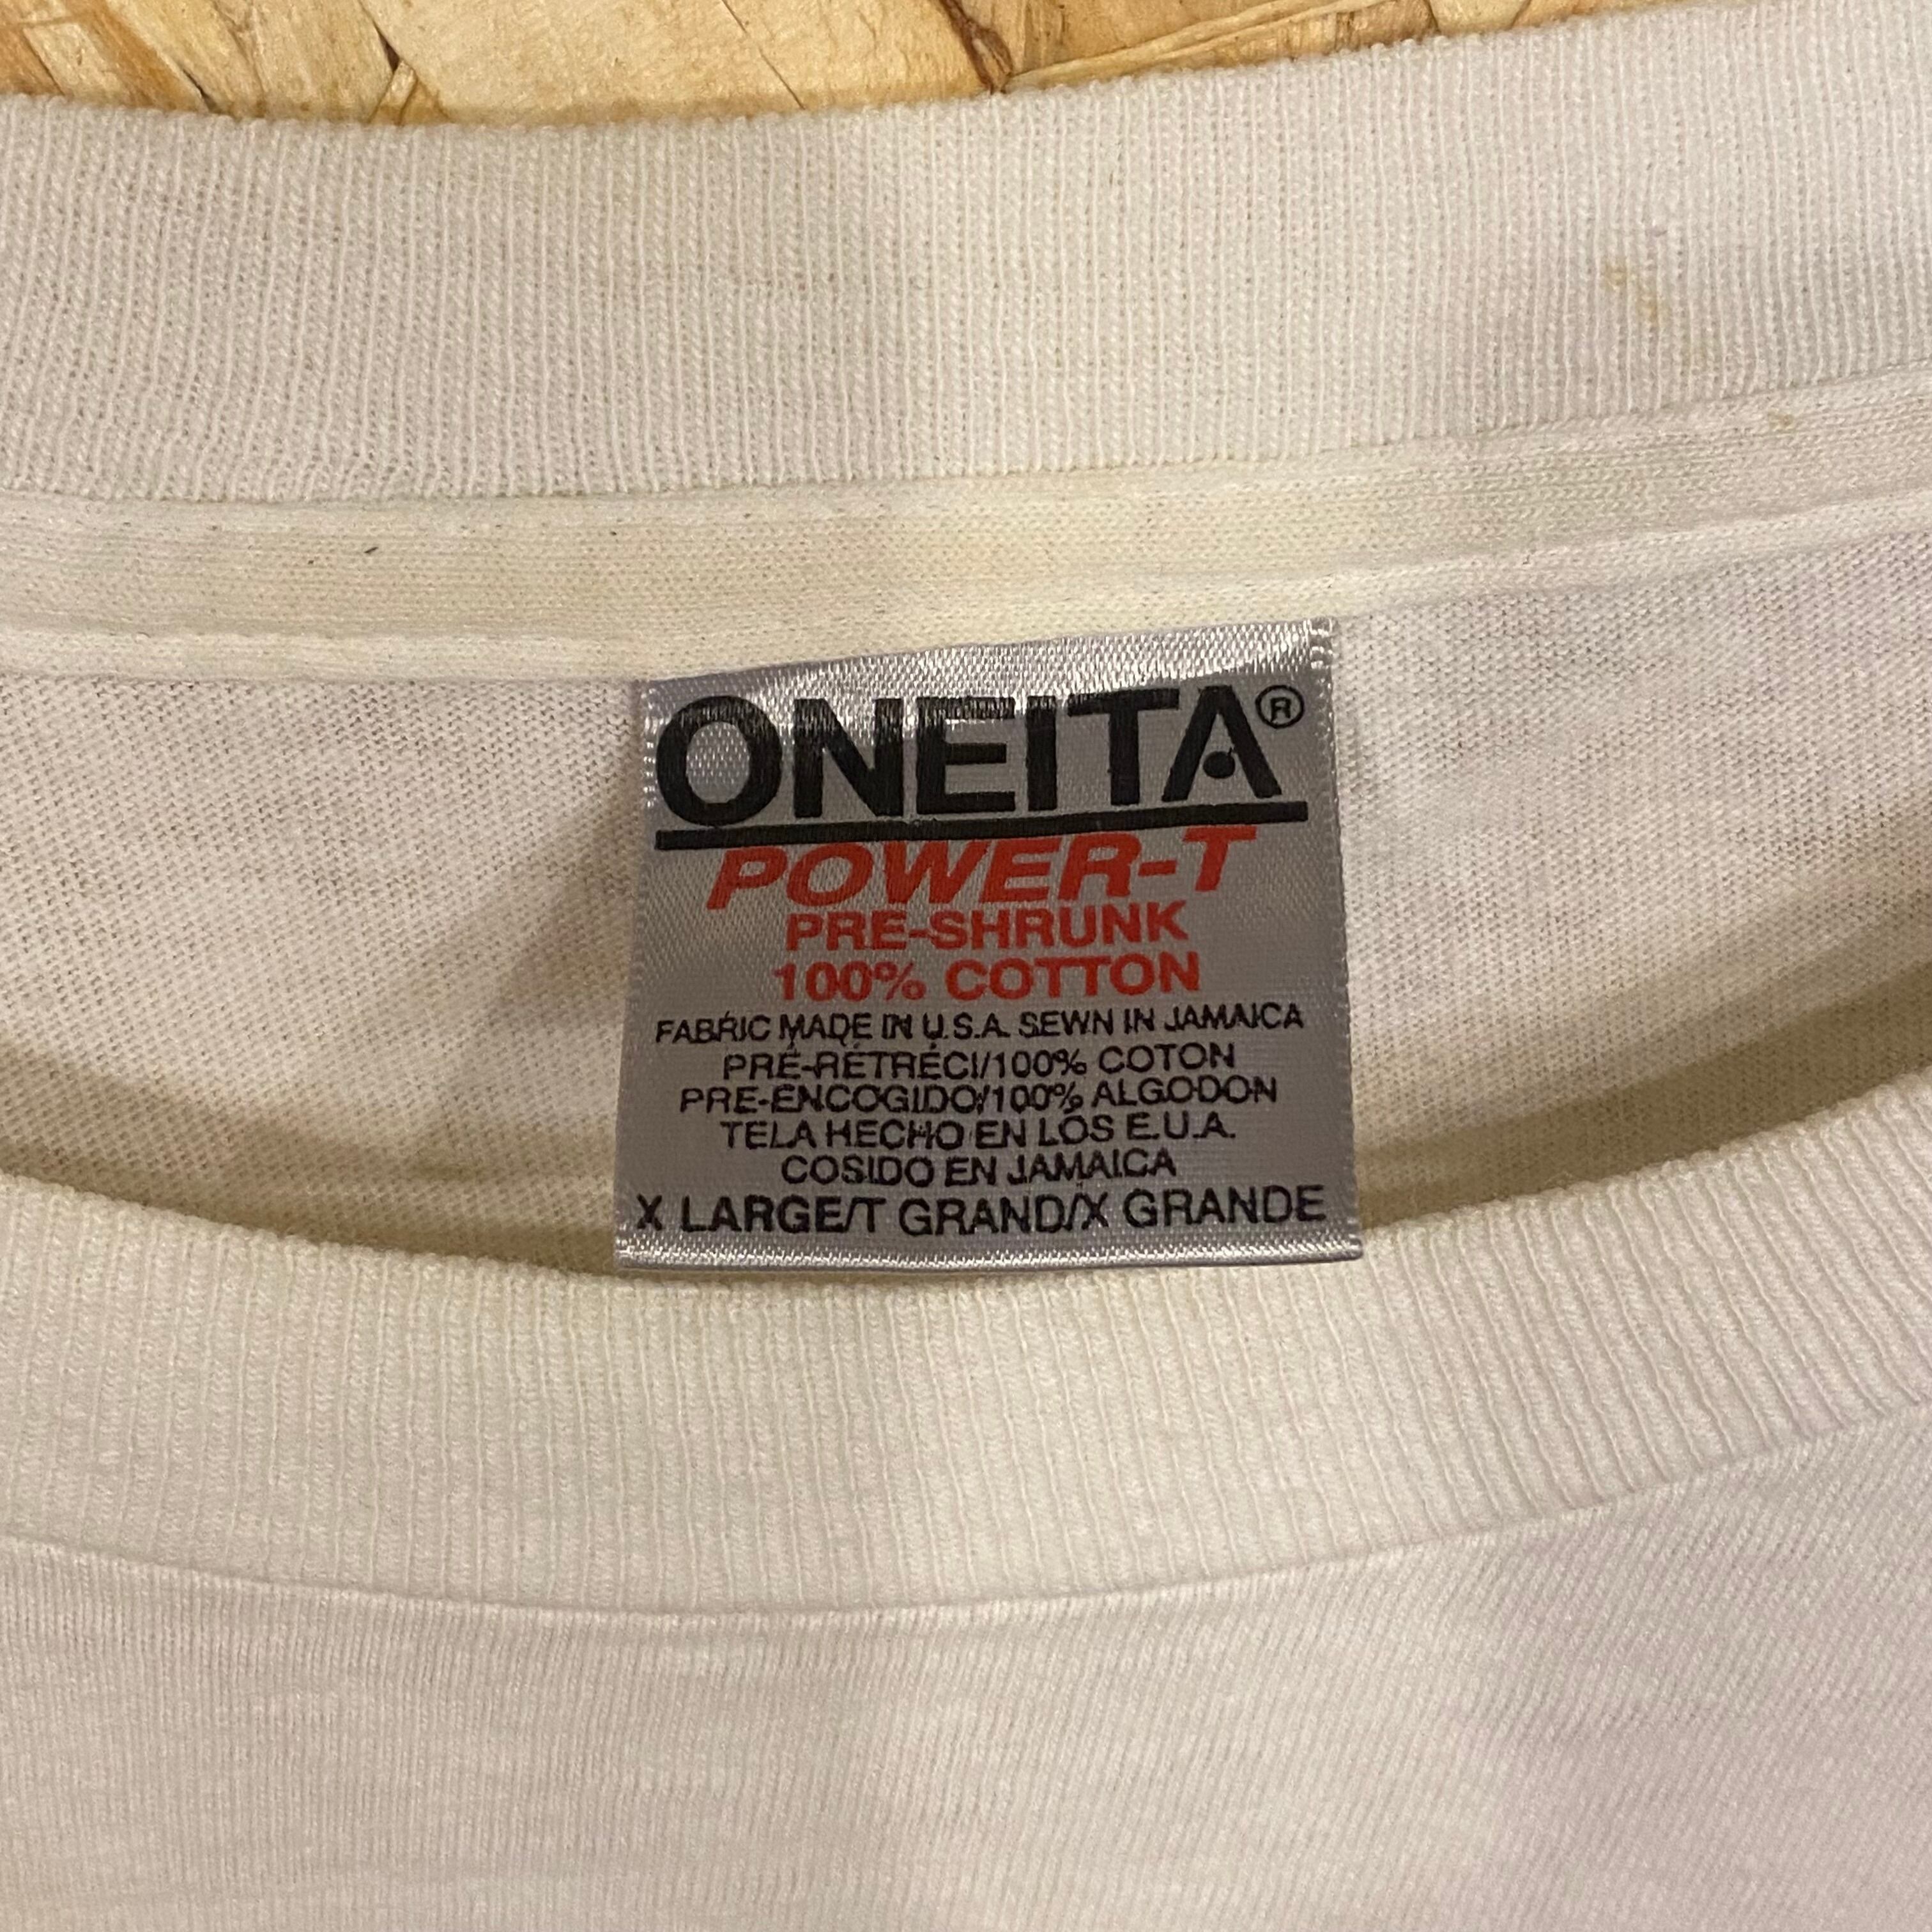 ONEITA®
POWER-T
PRE-SHRUNK
100% COTTON
FABRIC MADE IN U.S.A. SEWN IN JAMAICA
PRÉ-RÉTRÉCI/100% COTON
PRE-ENCOGIDO/100% ALGODON
TELA HECHO EN LOS E.U.A.
COSIDO EN JAMAICA
X LARGE/T GRAND/X GRANDE